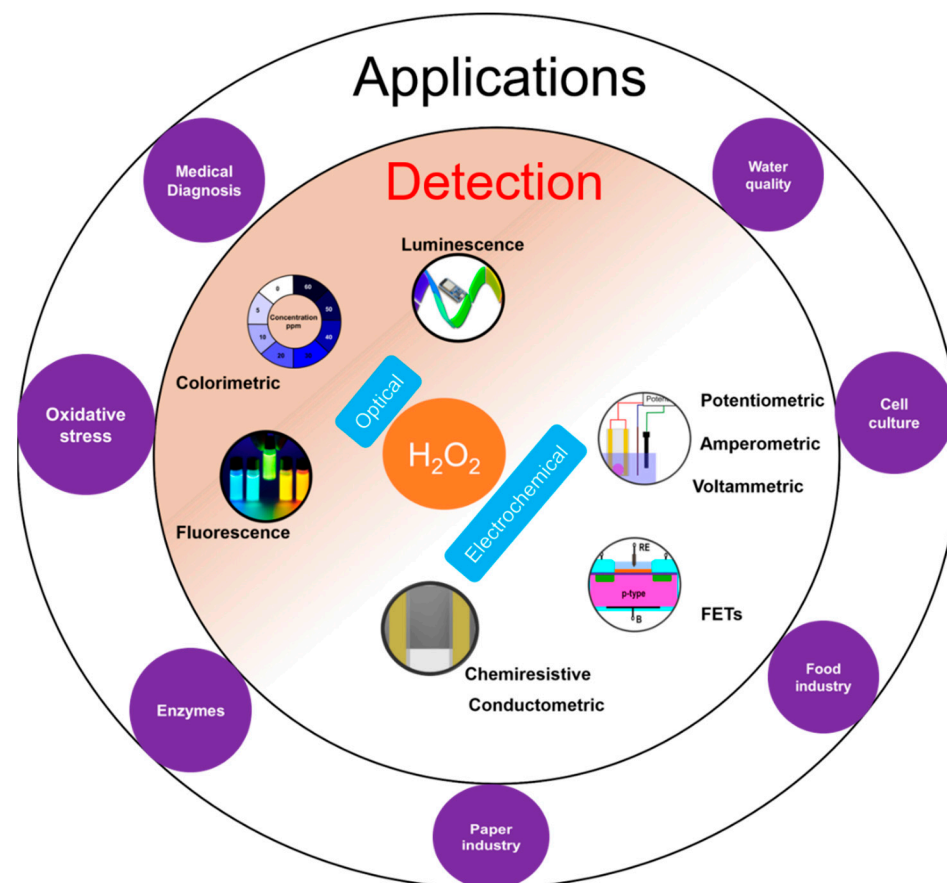 Applications
Medical
Diagnosis
Water
quality
Detection
Luminescence
0
60
5
50
Concentration
ppm
10
40
20
Colorimetric
Optical
Oxidative
stress
Cell
culture
H₂O₂
Potentiometric
Amperometric
Voltammetric
Electrochemical
Fluorescence
RE
p-type
B
FETs
Chemiresistive
Conductometric
Food
industry
Enzymes
Paper
industry